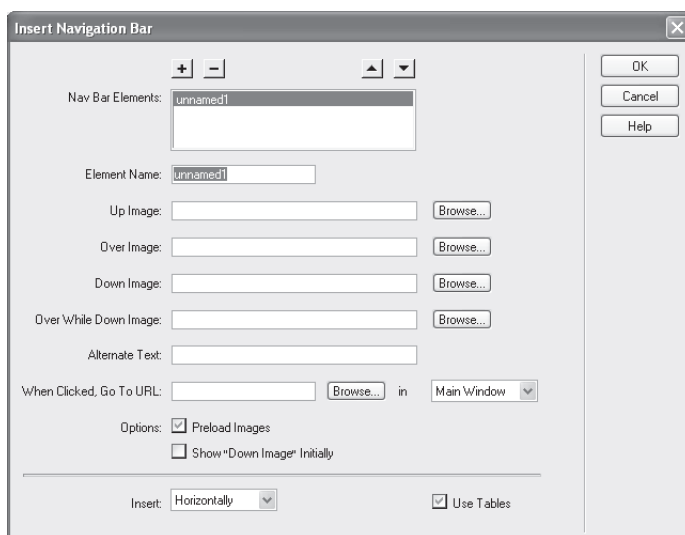 Insert Navigation Bar
+ −
OK
Nav Bar Elements: unnamed1
Cancel
Help
Element Name: unnamed1
Up Image: Browse...
Over Image: Browse...
Down Image: Browse...
Over While Down Image: Browse...
Alternate Text:
When Clicked, Go To URL: Browse... in Main Window
Options: Preload Images
Show "Down Image" Initially
Insert: Horizontally Use Tables